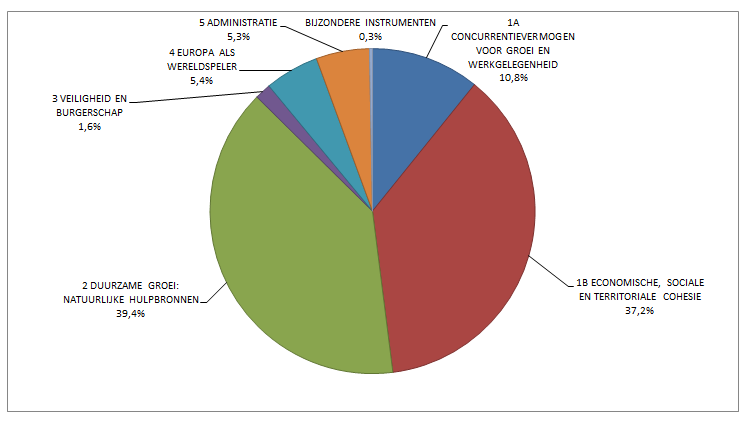 5 ADMINISTRATIE
5,3%
BIJZONDERE INSTRUMENTEN
0,3%
1A
CONCURRENTIEVERMOGEN
VOOR GROEI EN
WERKGELEGENHEID
10,8%
4 EUROPA ALS
WERELDSPELER
5,4%
3 VEILIGHEID EN
BURGERSCHAP
1,6%
2 DUURZAME GROEI:
NATUURLIJKE HULPBRONNEN
39,4%
1B ECONOMISCHE, SOCIALE
EN TERRITORIALE COHESIE
37,2%